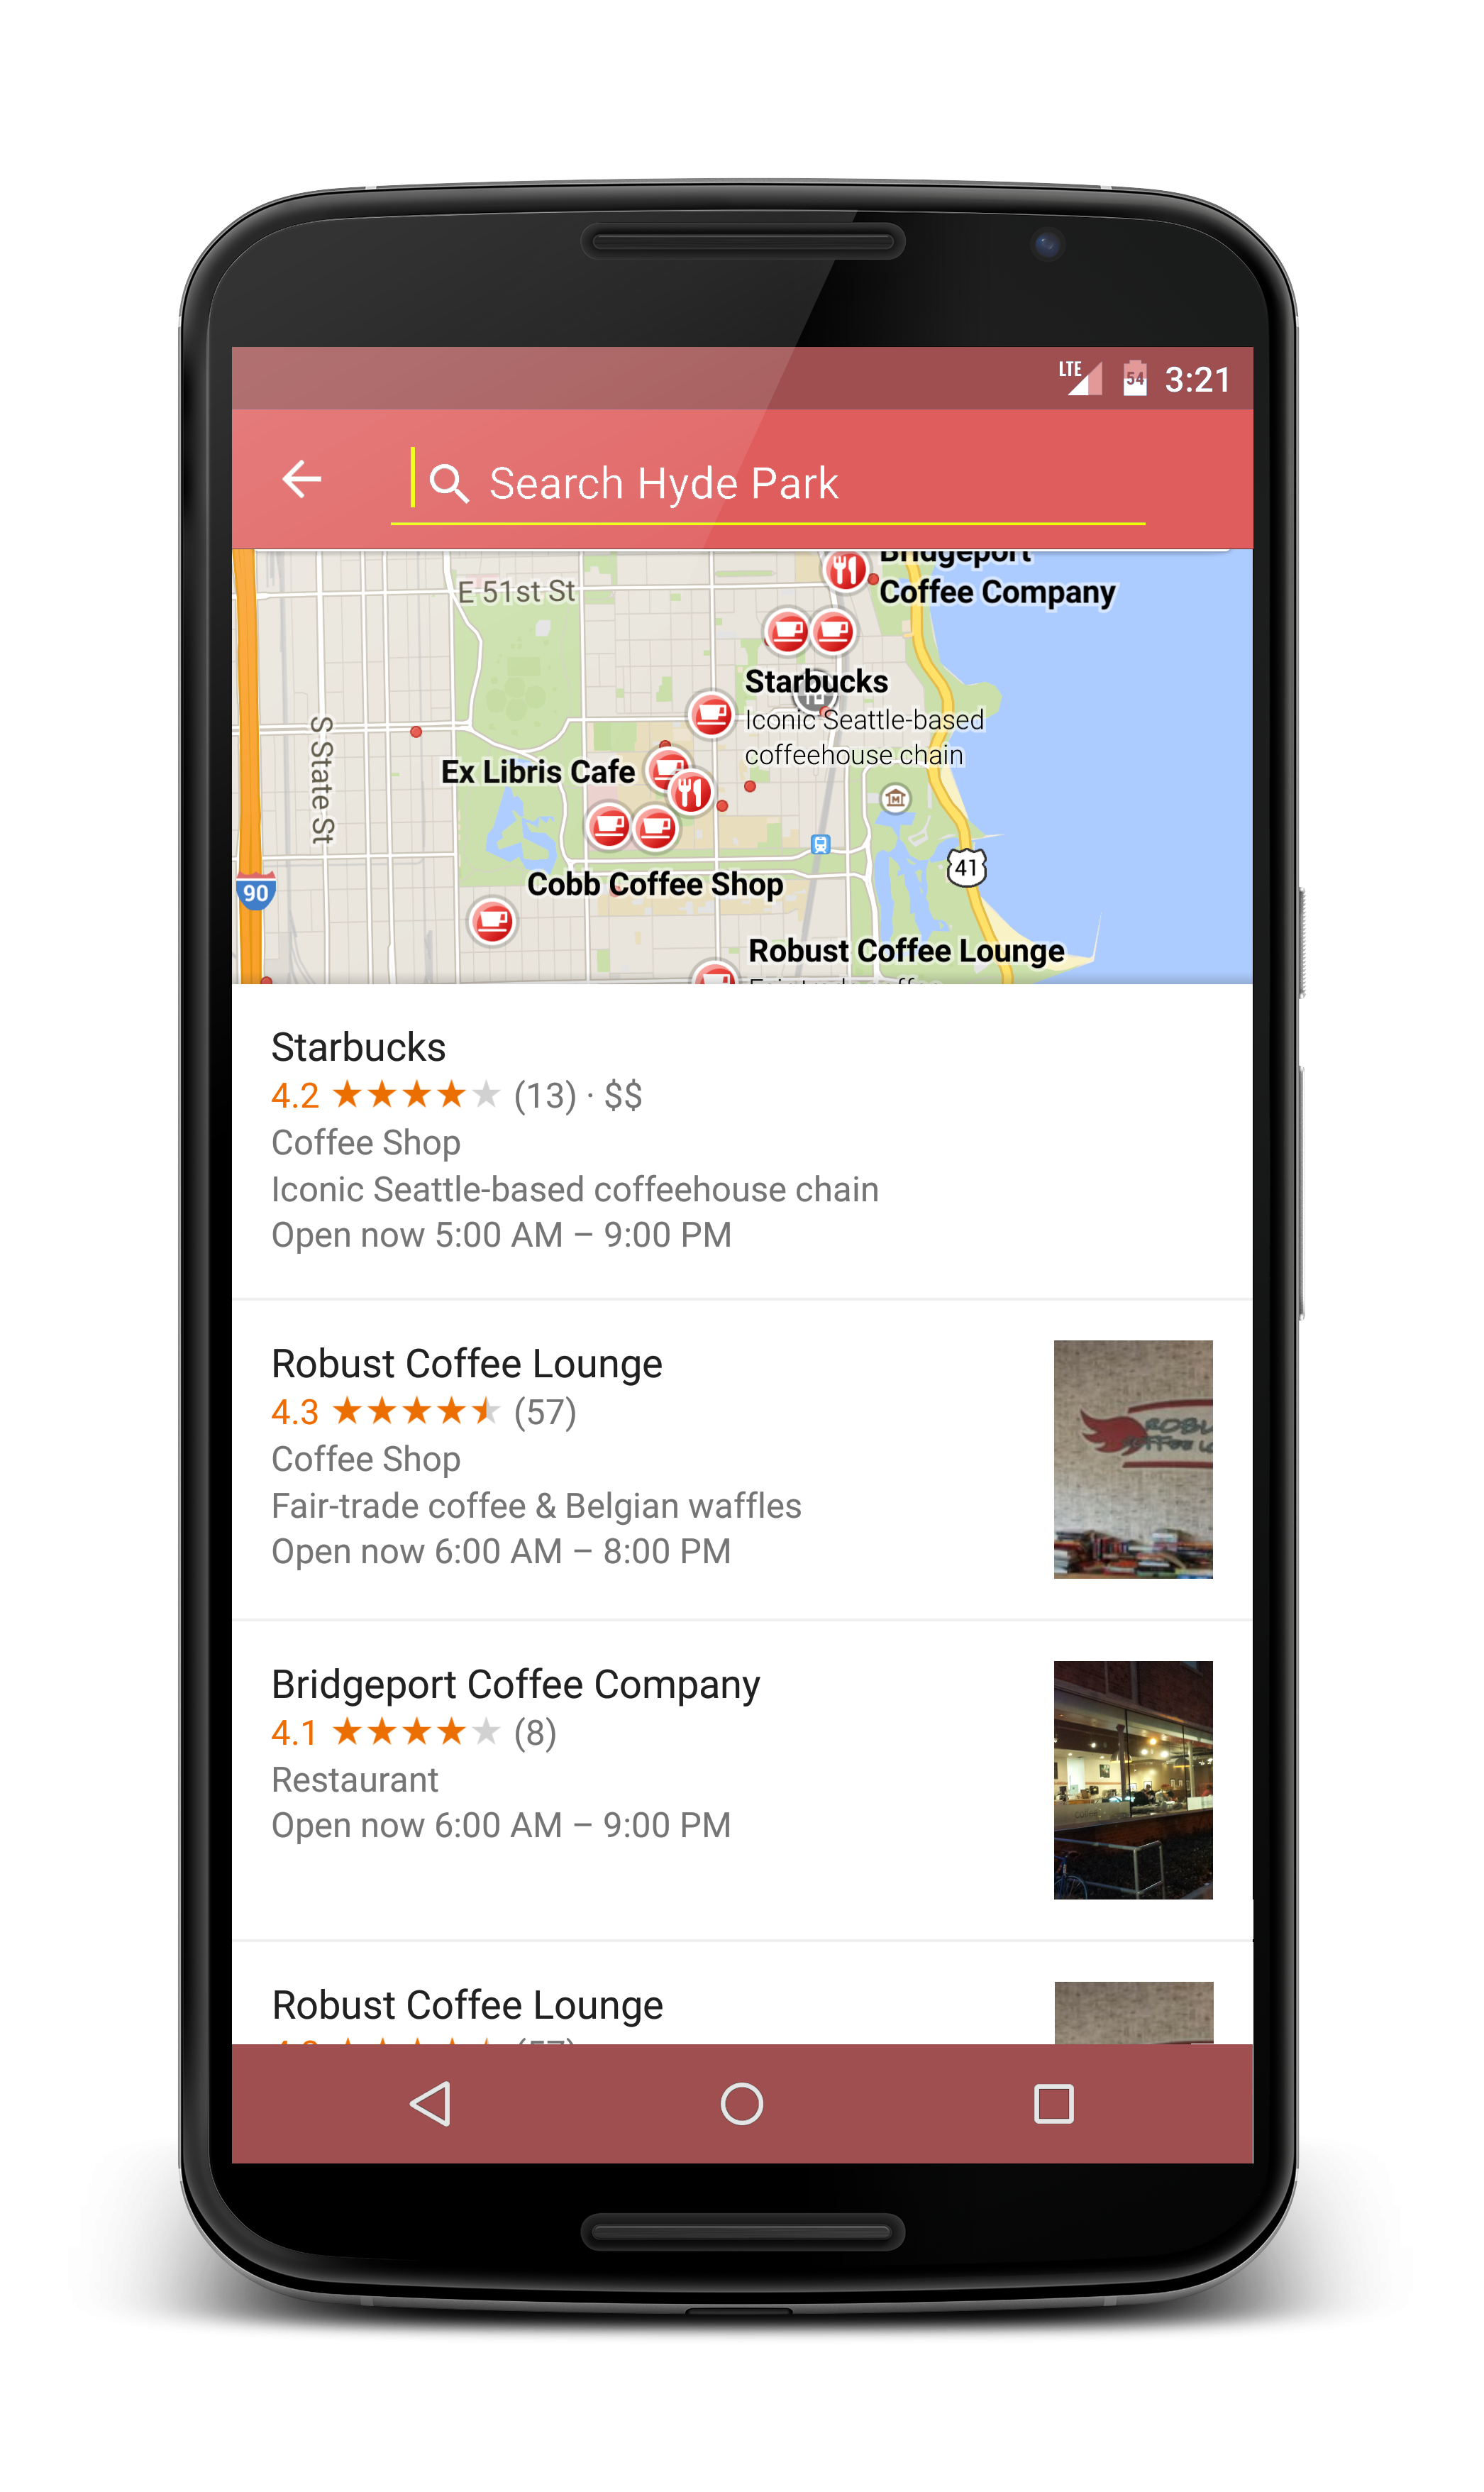 LTE 54 3:21
Search Hyde Park
Bridgeport
Coffee Company
E 51st St
Starbucks
Iconic Seattle-based
coffeehouse chain
S State St
Ex Libris Cafe
41
90
Cobb Coffee Shop
Robust Coffee Lounge
Starbucks
4.2 (13) · $$
Coffee Shop
Iconic Seattle-based coffeehouse chain
Open now 5:00 AM – 9:00 PM
Robust Coffee Lounge
4.3 (57)
Coffee Shop
Fair-trade coffee & Belgian waffles
Open now 6:00 AM – 8:00 PM
Bridgeport Coffee Company
4.1 (8)
Restaurant
Open now 6:00 AM – 9:00 PM
Robust Coffee Lounge